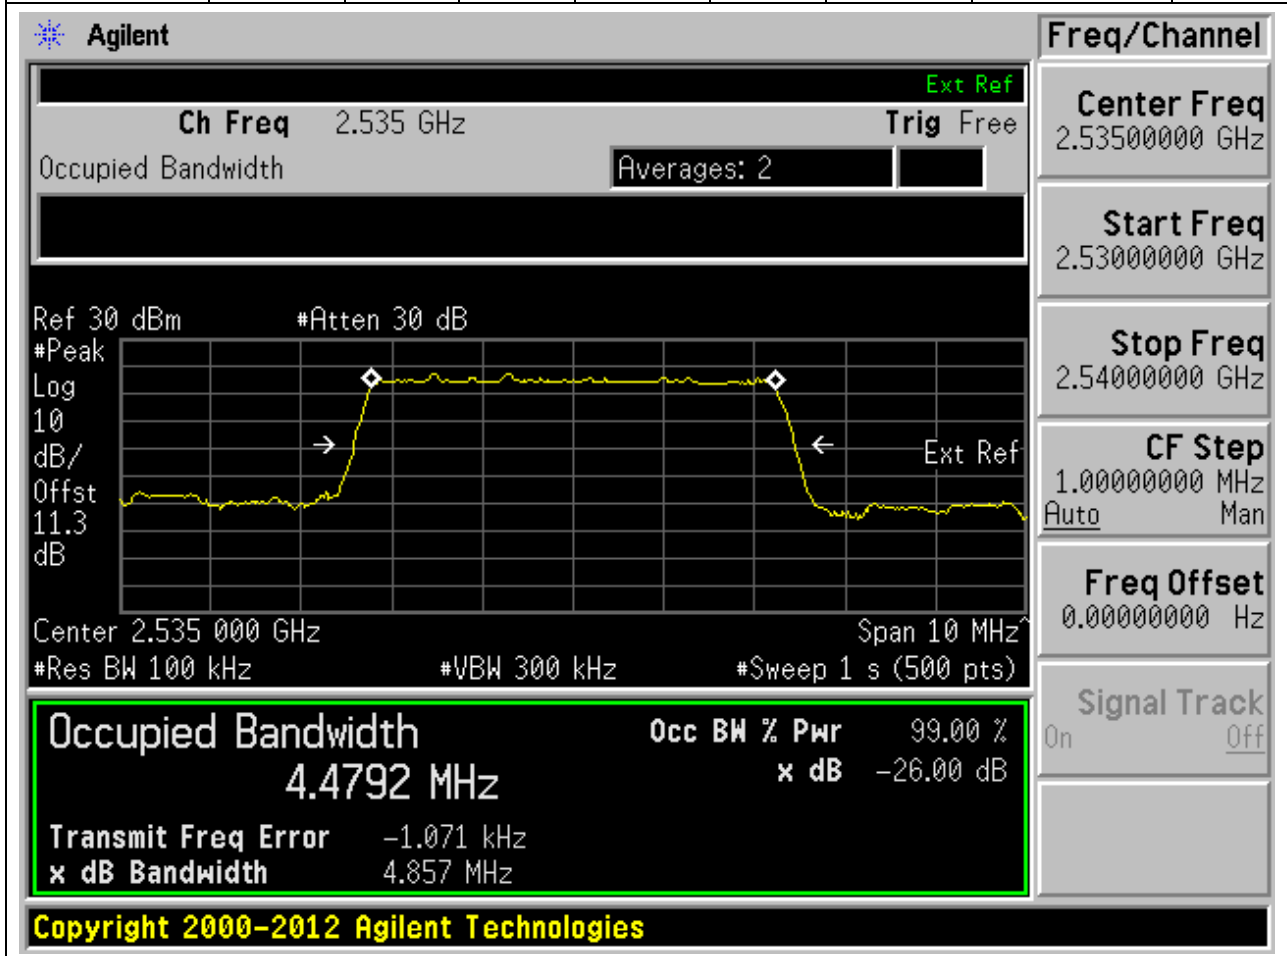 Agilent
Freq/Channel
Ext Ref
Ch Freq 2.535 GHz Trig Free
Occupied Bandwidth Averages: 2
Center Freq
2.53500000 GHz
Start Freq
2.53000000 GHz
Stop Freq
2.54000000 GHz
CF Step
1.00000000 MHz
Auto Man
Freq Offset
0.00000000 Hz
Signal Track
On Off
Ref 30 dBm #Atten 30 dB
#Peak
Log
10
dB/
Offst
11.3
dB
Ext Ref
Center 2.535 000 GHz Span 10 MHz^
#Res BW 100 kHz #VBW 300 kHz #Sweep 1 s (500 pts)
Occupied Bandwidth Occ BW % Pwr 99.00 %
4.4792 MHz x dB -26.00 dB
Transmit Freq Error -1.071 kHz
x dB Bandwidth 4.857 MHz
Copyright 2000-2012 Agilent Technologies